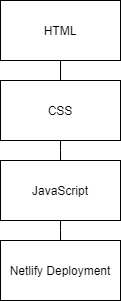 HTML
CSS
JavaScript
Netlify Deployment